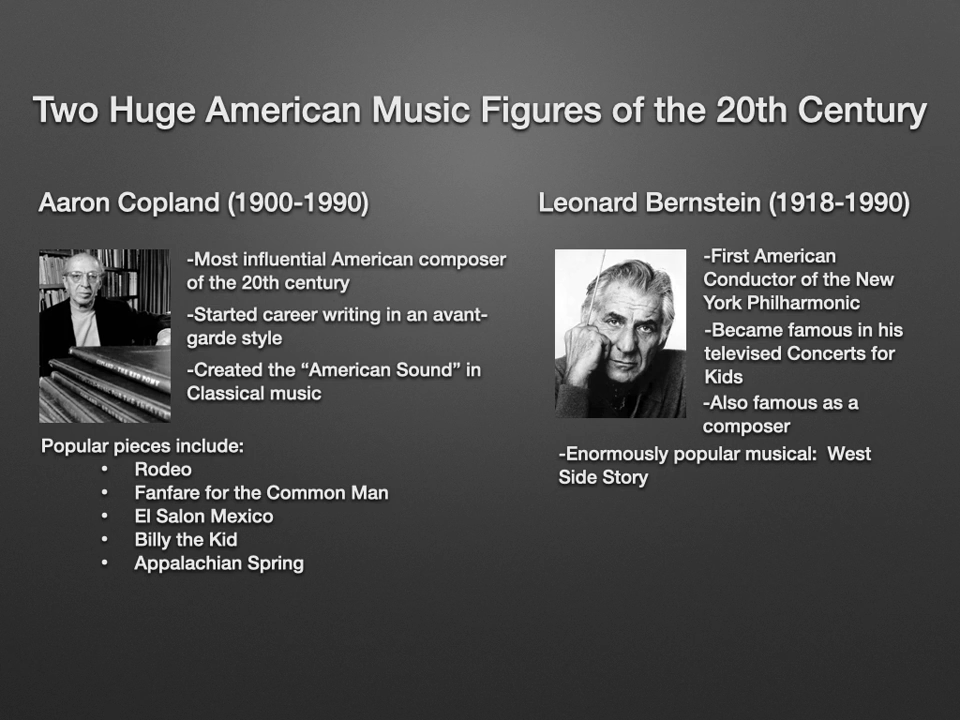 Two Huge American Music Figures of the 20th Century
Aaron Copland (1900-1990)
-Most influential American composer
of the 20th century
-Started career writing in an avant-
garde style
-Created the “American Sound” in
Classical music
COPLAND : THE RED PONY
Popular pieces include:
• Rodeo
• Fanfare for the Common Man
• El Salon Mexico
• Billy the Kid
• Appalachian Spring
Leonard Bernstein (1918-1990)
-First American
Conductor of the New
York Philharmonic
-Became famous in his
televised Concerts for
Kids
-Also famous as a
composer
-Enormously popular musical:  West
Side Story